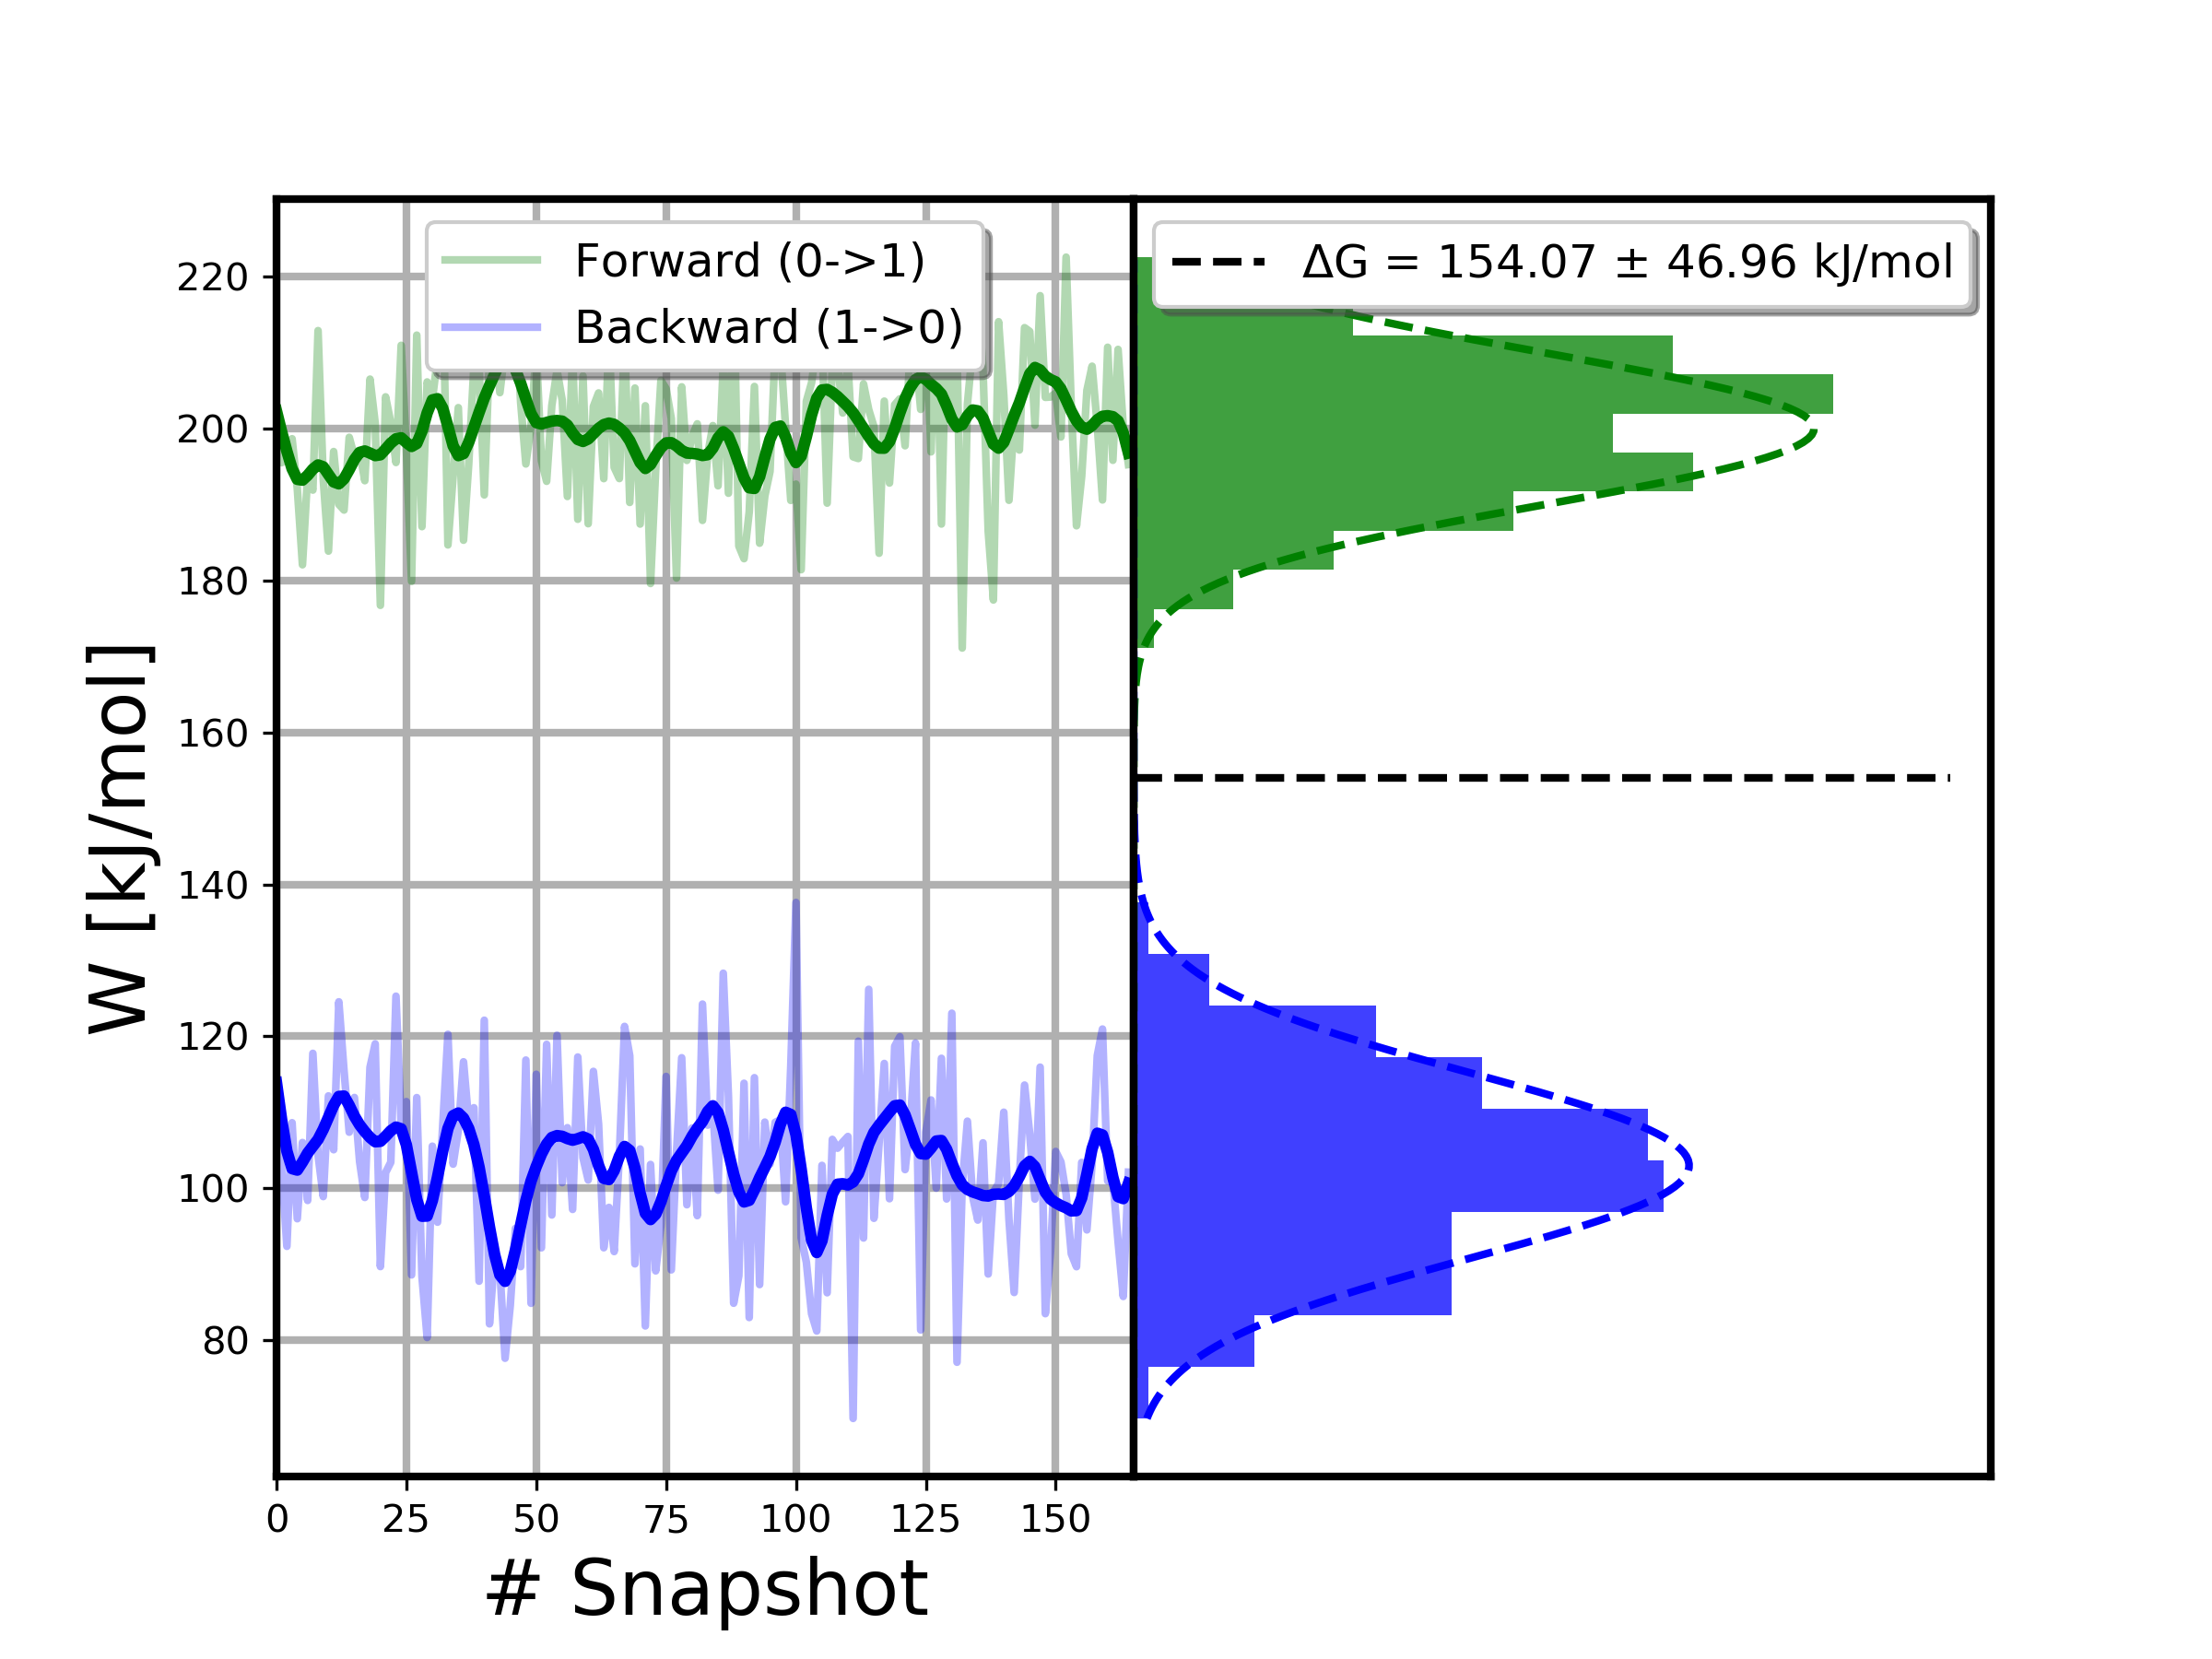 Forward (0->1)
Backward (1->0)
ΔG = 154.07 ± 46.96 kJ/mol
W [kJ/mol]
220
200
180
160
140
120
100
80
0 25 50 75 100 125 150
# Snapshot